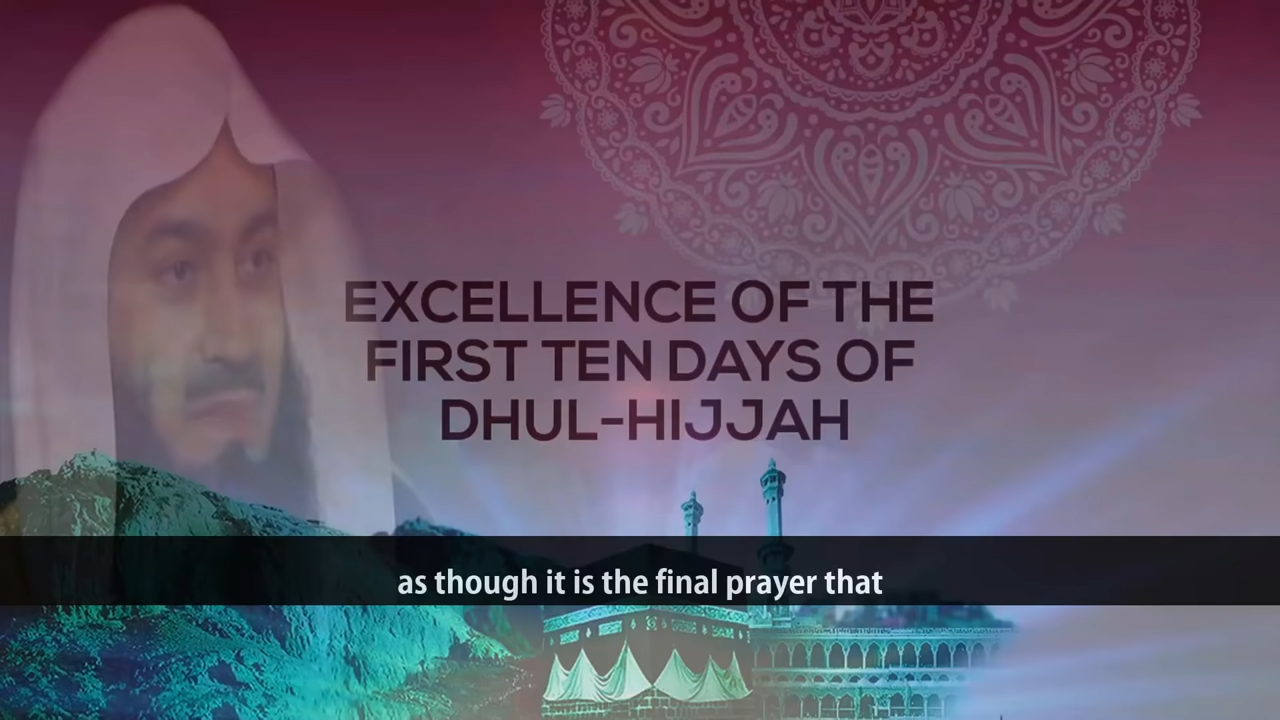 EXCELLENCE OF THE
FIRST TEN DAYS OF
DHUL-HIJJAH
as though it is the final prayer that